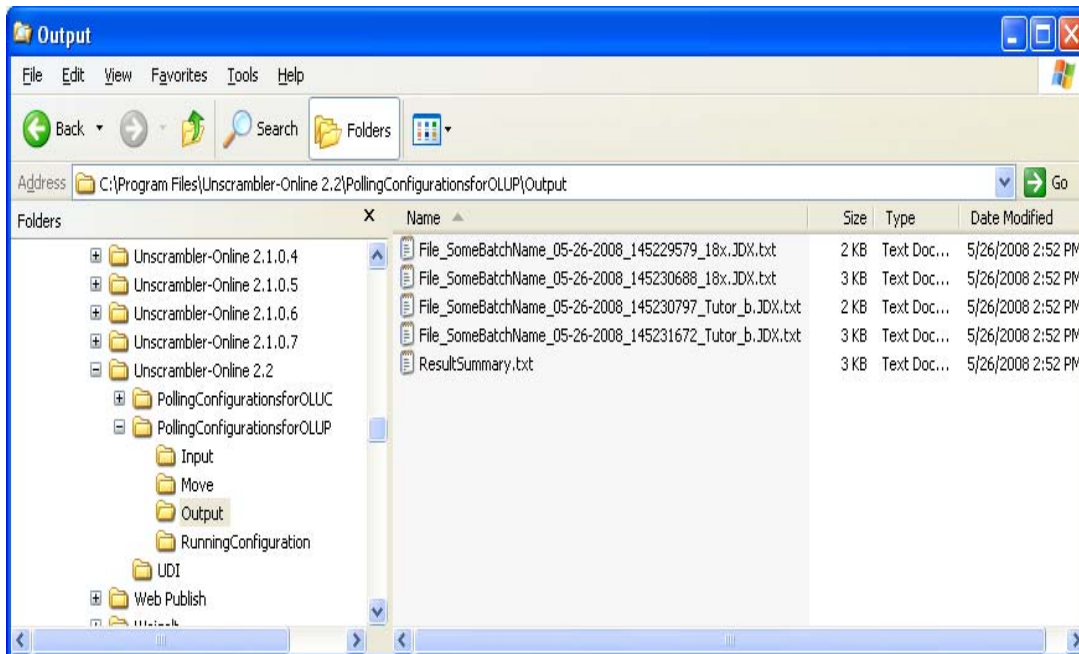 Output
File Edit View Favorites Tools Help
Back Search Folders
Address C:\Program Files\Unscrambler-Online 2.2\PollingConfigurationsforOLUP\Output Go
Folders x
Unscrambler-Online 2.1.0.4
Unscrambler-Online 2.1.0.5
Unscrambler-Online 2.1.0.6
Unscrambler-Online 2.1.0.7
Unscrambler-Online 2.2
PollingConfigurationsforOLUC
PollingConfigurationsforOLUP
Input
Move
Output
RunningConfiguration
UDI
Web Publish
Name Size Type Date Modified
File_SomeBatchName_05-26-2008_145229579_18x.JDX.txt 2 KB Text Doc... 5/26/2008 2:52 PM
File_SomeBatchName_05-26-2008_145230688_18x.JDX.txt 3 KB Text Doc... 5/26/2008 2:52 PM
File_SomeBatchName_05-26-2008_145230797_Tutor_b.JDX.txt 2 KB Text Doc... 5/26/2008 2:52 PM
File_SomeBatchName_05-26-2008_145231672_Tutor_b.JDX.txt 3 KB Text Doc... 5/26/2008 2:52 PM
ResultSummary.txt 3 KB Text Doc... 5/26/2008 2:52 PM